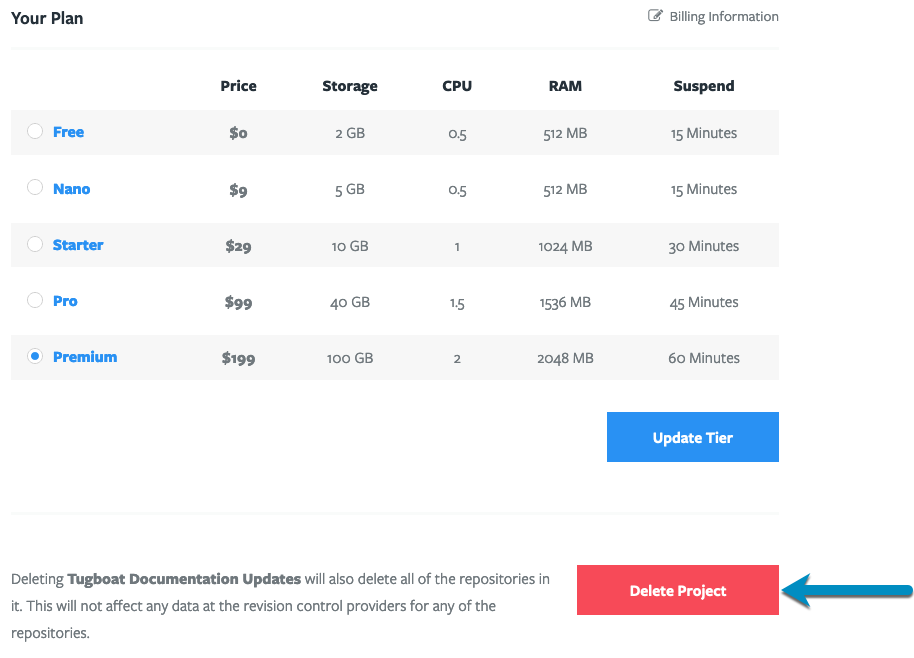 Your Plan Billing Information
Price Storage CPU RAM Suspend
Free $0 2 GB 0.5 512 MB 15 Minutes
Nano $9 5 GB 0.5 512 MB 15 Minutes
Starter $29 10 GB 1 1024 MB 30 Minutes
Pro $99 40 GB 1.5 1536 MB 45 Minutes
Premium $199 100 GB 2 2048 MB 60 Minutes
Update Tier
Deleting Tugboat Documentation Updates will also delete all of the repositories in
it. This will not affect any data at the revision control providers for any of the
repositories.
Delete Project